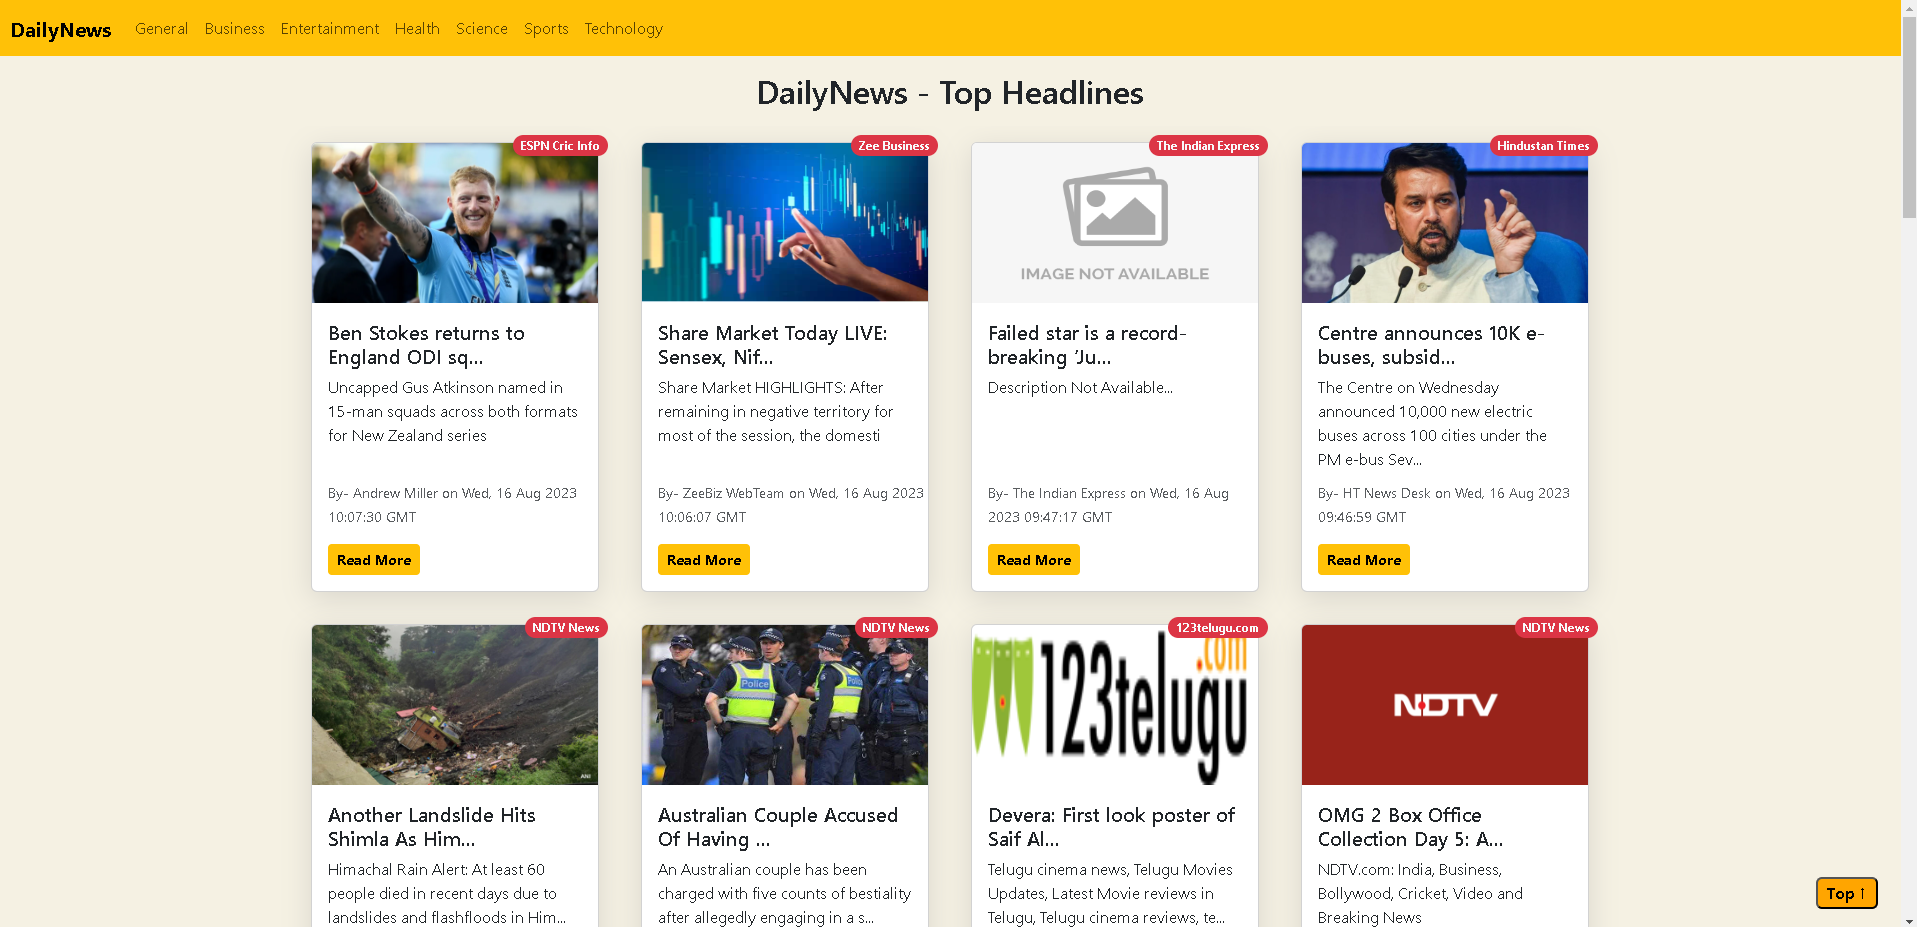 DailyNews General Business Entertainment Health Science Sports Technology
DailyNews - Top Headlines
ESPN Cric Info
Ben Stokes returns to
England ODI sq...
Uncapped Gus Atkinson named in
15-man squads across both formats
for New Zealand series
By- Andrew Miller on Wed, 16 Aug 2023
10:07:30 GMT
Read More
Zee Business
Share Market Today LIVE:
Sensex, Nif...
Share Market HIGHLIGHTS: After
remaining in negative territory for
most of the session, the domesti
By- ZeeBiz WebTeam on Wed, 16 Aug 2023
10:06:07 GMT
Read More
The Indian Express
IMAGE NOT AVAILABLE
Failed star is a record-
breaking ‘Ju...
Description Not Available...
By- The Indian Express on Wed, 16 Aug
2023 09:47:17 GMT
Read More
Hindustan Times
Centre announces 10K e-
buses, subsid...
The Centre on Wednesday
announced 10,000 new electric
buses across 100 cities under the
PM e-bus Sev...
By- HT News Desk on Wed, 16 Aug 2023
09:46:59 GMT
Read More
NDTV News
ANI
Another Landslide Hits
Shimla As Him...
Himachal Rain Alert: At least 60
people died in recent days due to
landslides and flashfloods in Him...
NDTV News
Police
Police
Australian Couple Accused
Of Having ...
An Australian couple has been
charged with five counts of bestiality
after allegedly engaging in a s...
123telugu.com
.com
123telugu
Devera: First look poster of
Saif Al...
Telugu cinema news, Telugu Movies
Updates, Latest Movie reviews in
Telugu, Telugu cinema reviews, te...
NDTV News
NDTV
OMG 2 Box Office
Collection Day 5: A...
NDTV.com: India, Business,
Bollywood, Cricket, Video and
Breaking News
Top ↑